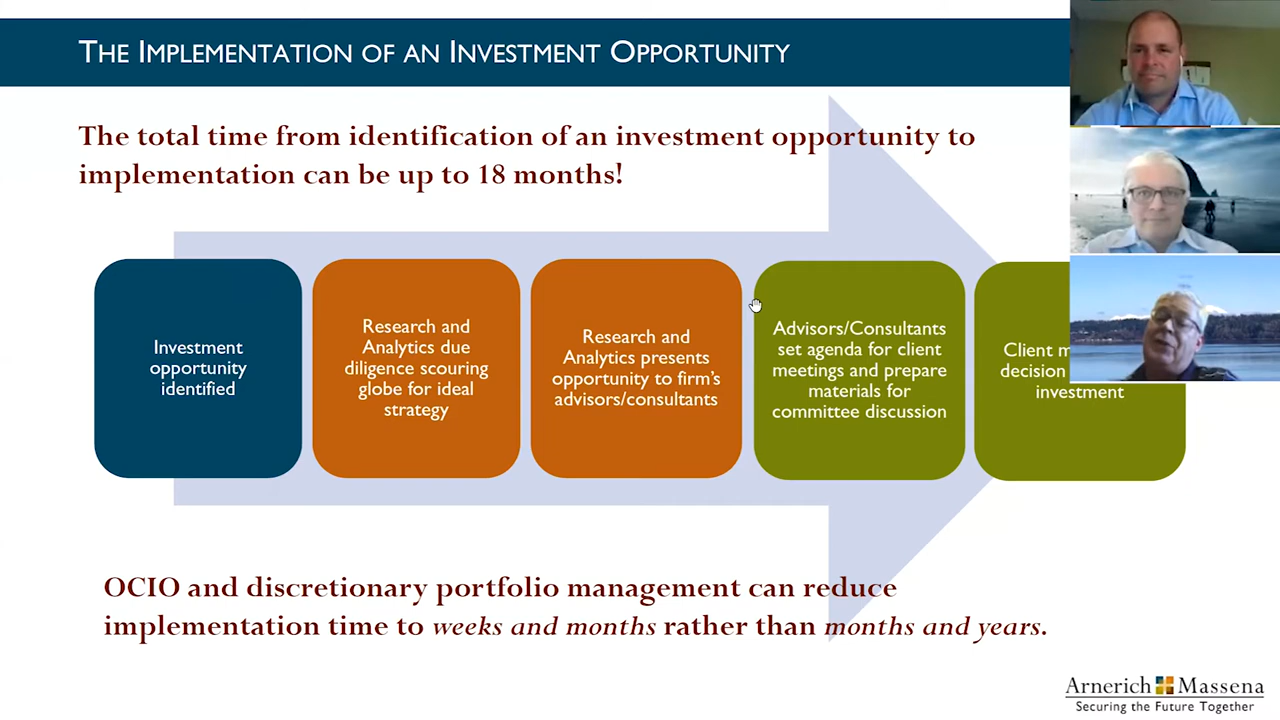 THE IMPLEMENTATION OF AN INVESTMENT OPPORTUNITY
The total time from identification of an investment opportunity to
implementation can be up to 18 months!
Investment
opportunity
identified
Research and
Analytics due
diligence scouring
globe for ideal
strategy
Research and
Analytics presents
opportunity to firm's
advisors/consultants
Advisors/Consultants
set agenda for client
meetings and prepare
materials for
committee discussion
Client
decision
investment
OCIO and discretionary portfolio management can reduce
implementation time to weeks and months rather than months and years.
Arnerich Massena
Securing the Future Together